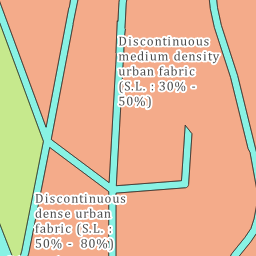 Discontinuous
medium density
urban fabric
(S.L. : 30% -
50%)
Discontinuous
dense urban
fabric (S.L. :
50% - 80%)